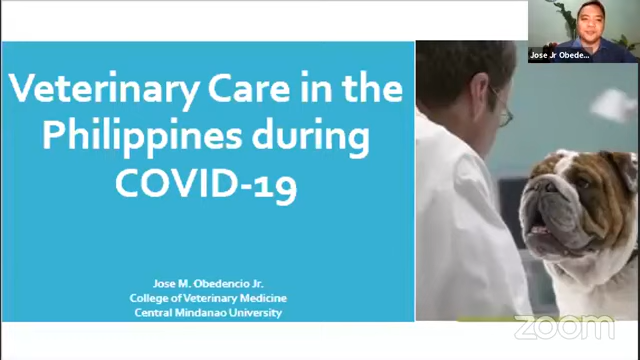 Jose Jr Obede...
Veterinary Care in the
Philippines during
COVID-19
Jose M. Obedencio Jr.
College of Veterinary Medicine
Central Mindanao University
zoom